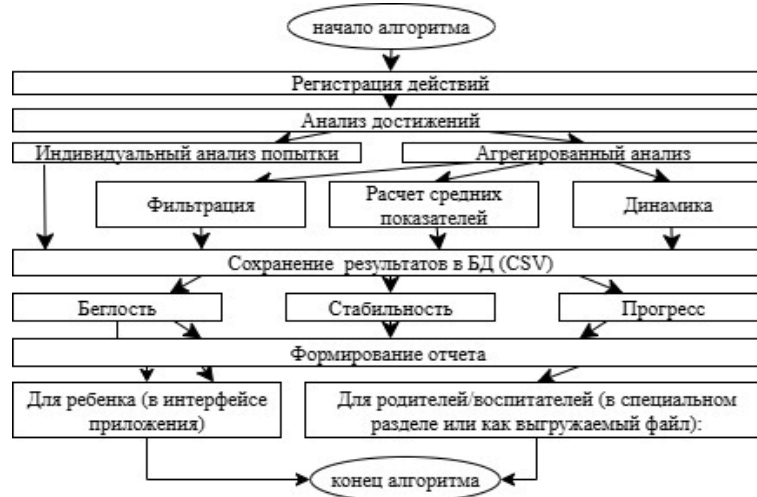 начало алгоритма
Регистрация действий
Анализ достижений
Индивидуальный анализ попытки
Агрегированный анализ
Фильтрация
Расчет средних
показателей
Динамика
Сохранение результатов в БД (CSV)
Беглость
Стабильность
Прогресс
Формирование отчета
Для ребенка (в интерфейсе
приложения)
Для родителей/воспитателей (в специальном
разделе или как выгружаемый файл):
конец алгоритма